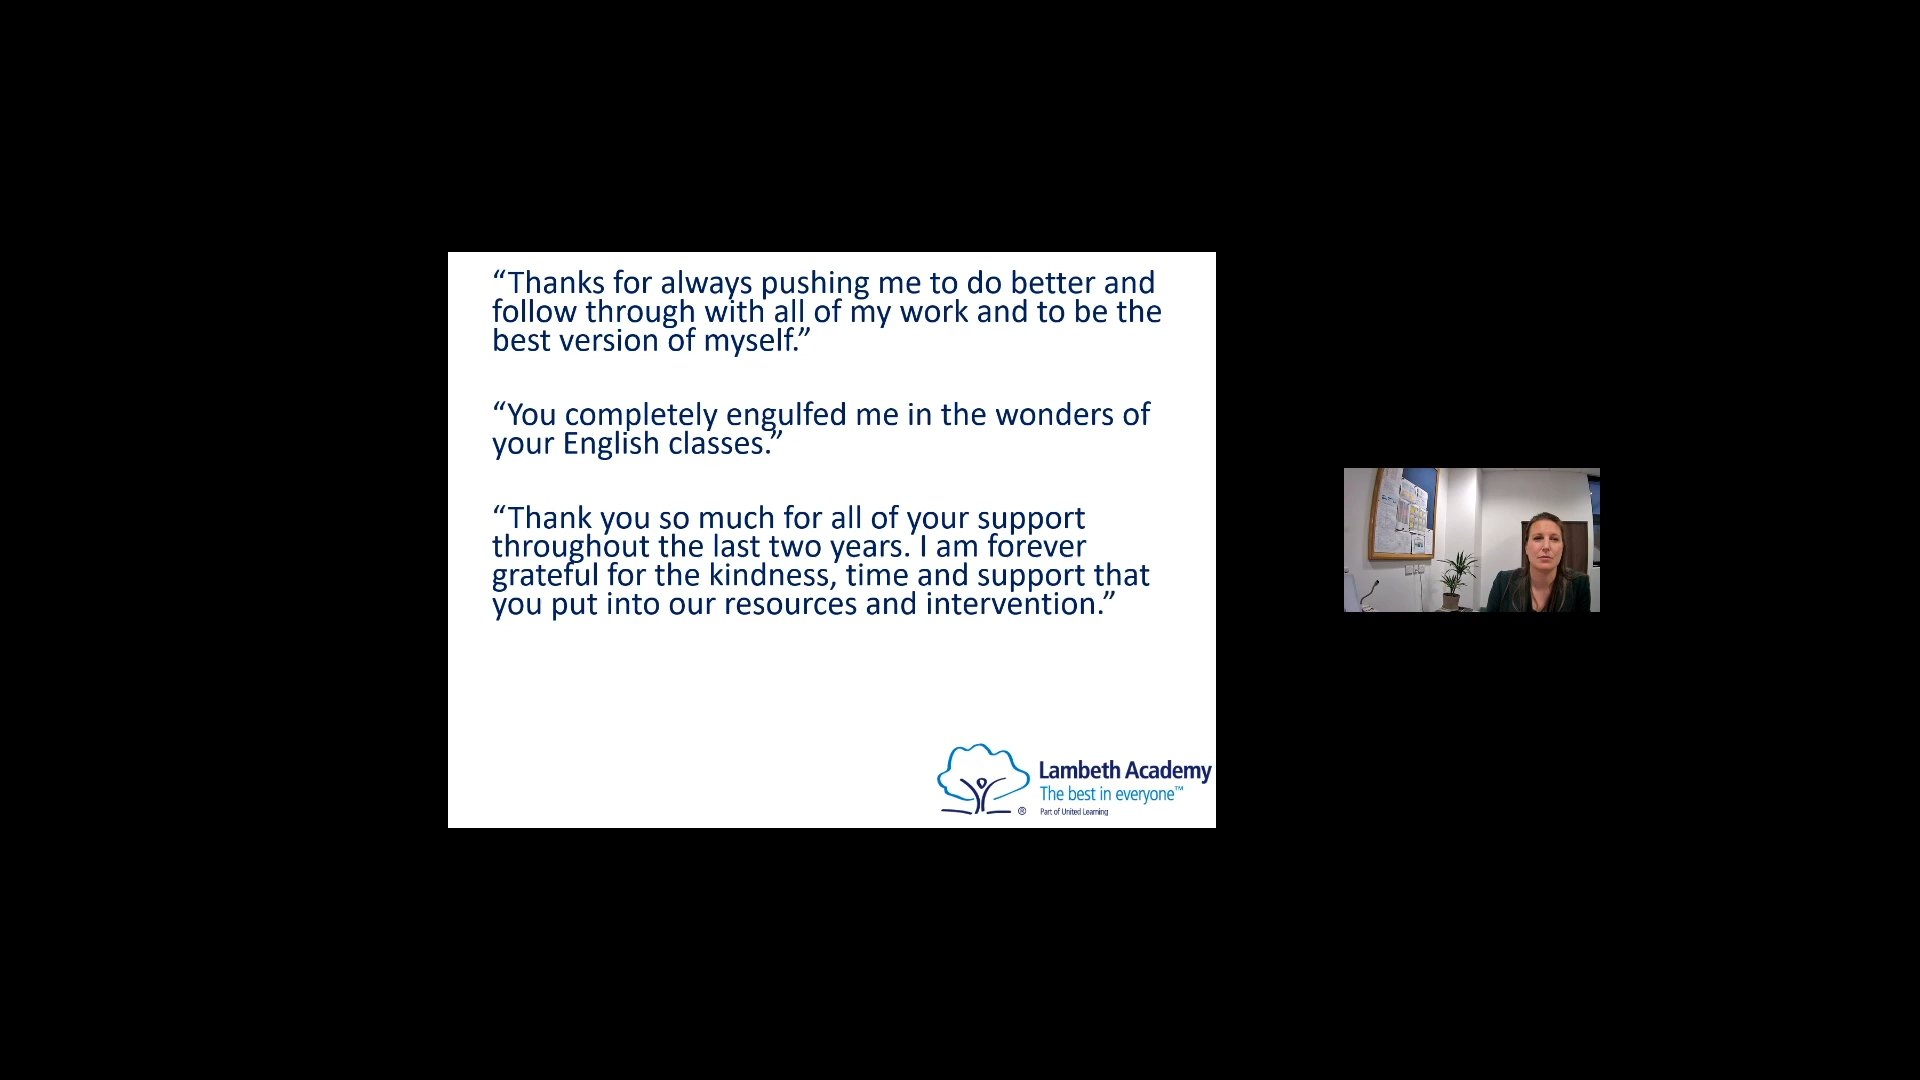 “Thanks for always pushing me to do better and
follow through with all of my work and to be the
best version of myself.”
“You completely engulfed me in the wonders of
your English classes.”
“Thank you so much for all of your support
throughout the last two years. I am forever
grateful for the kindness, time and support that
you put into our resources and intervention.”
Lambeth Academy
The best in everyone™
® Part of United Learning